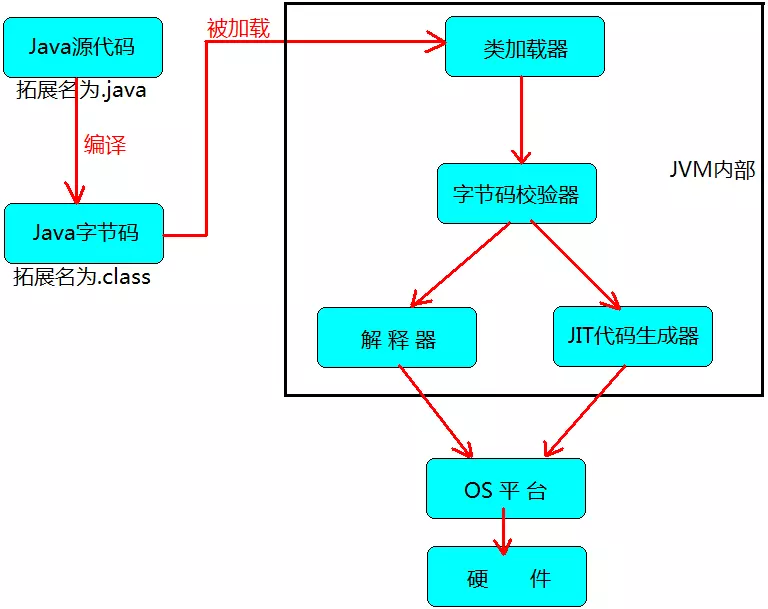 Java源代码
拓展名为.java
编译
Java字节码
拓展名为.class
被加载
类加载器
字节码校验器
JVM内部
解 释 器
JIT代码生成器
OS 平 台
硬 件